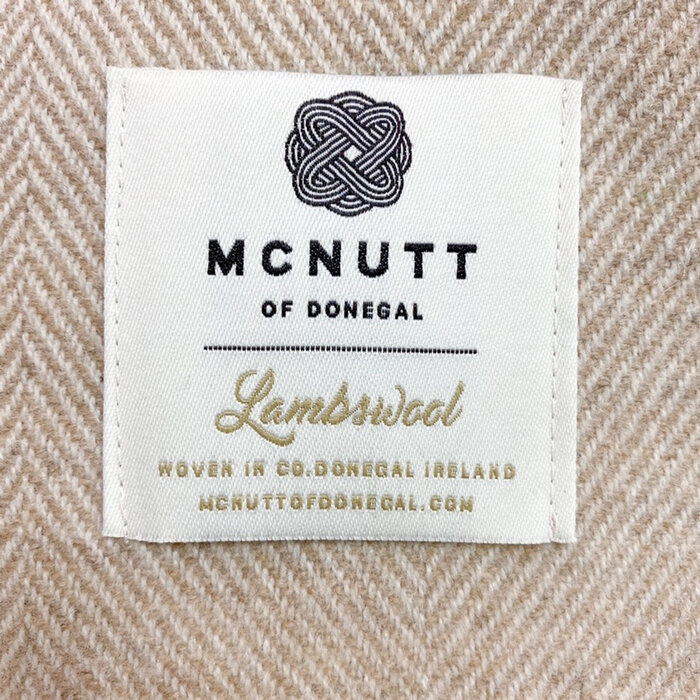 MCNUTT
OF DONEGAL
Lambswool
WOVEN IN CO.DONEGAL IRELAND
MCNUTTOFDONEGAL.COM